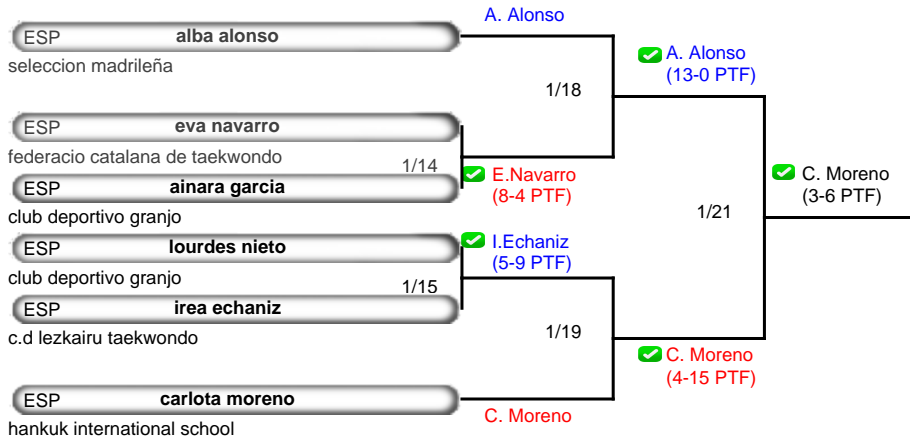 A. Alonso
ESP alba alonso
seleccion madrileña
A. Alonso
(13-0 PTF)
1/18
ESP eva navarro
federacio catalana de taekwondo
1/14
E.Navarro
(8-4 PTF)
ESP ainara garcia
club deportivo granjo
C. Moreno
(3-6 PTF)
1/21
ESP lourdes nieto
club deportivo granjo
I.Echaniz
(5-9 PTF)
1/15
ESP irea echaniz
c.d lezkairu taekwondo
1/19
C. Moreno
(4-15 PTF)
ESP carlota moreno
hankuk international school
C. Moreno